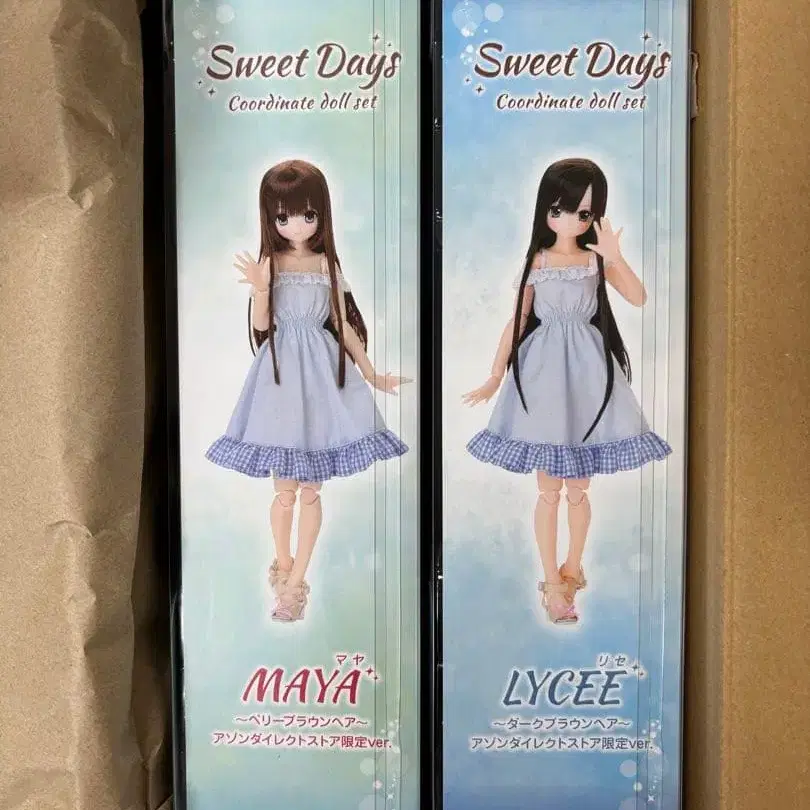 Sweet Days
Coordinate doll set
マヤ
MAYA
～ベリーブラウンヘア～
アゾンダイレクトストア限定ver.
Sweet Days
Coordinate doll set
リセ
LYCEE
～ダークブラウンヘア～
アゾンダイレクトストア限定ver.